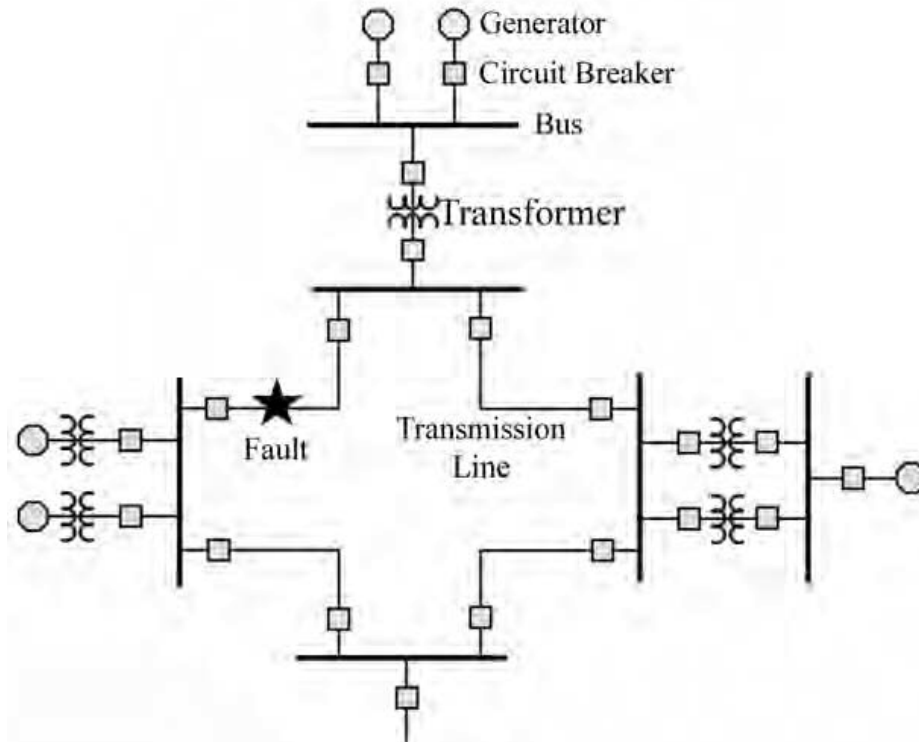 Generator
Circuit Breaker
Bus
Transformer
Transmission
Line
Fault